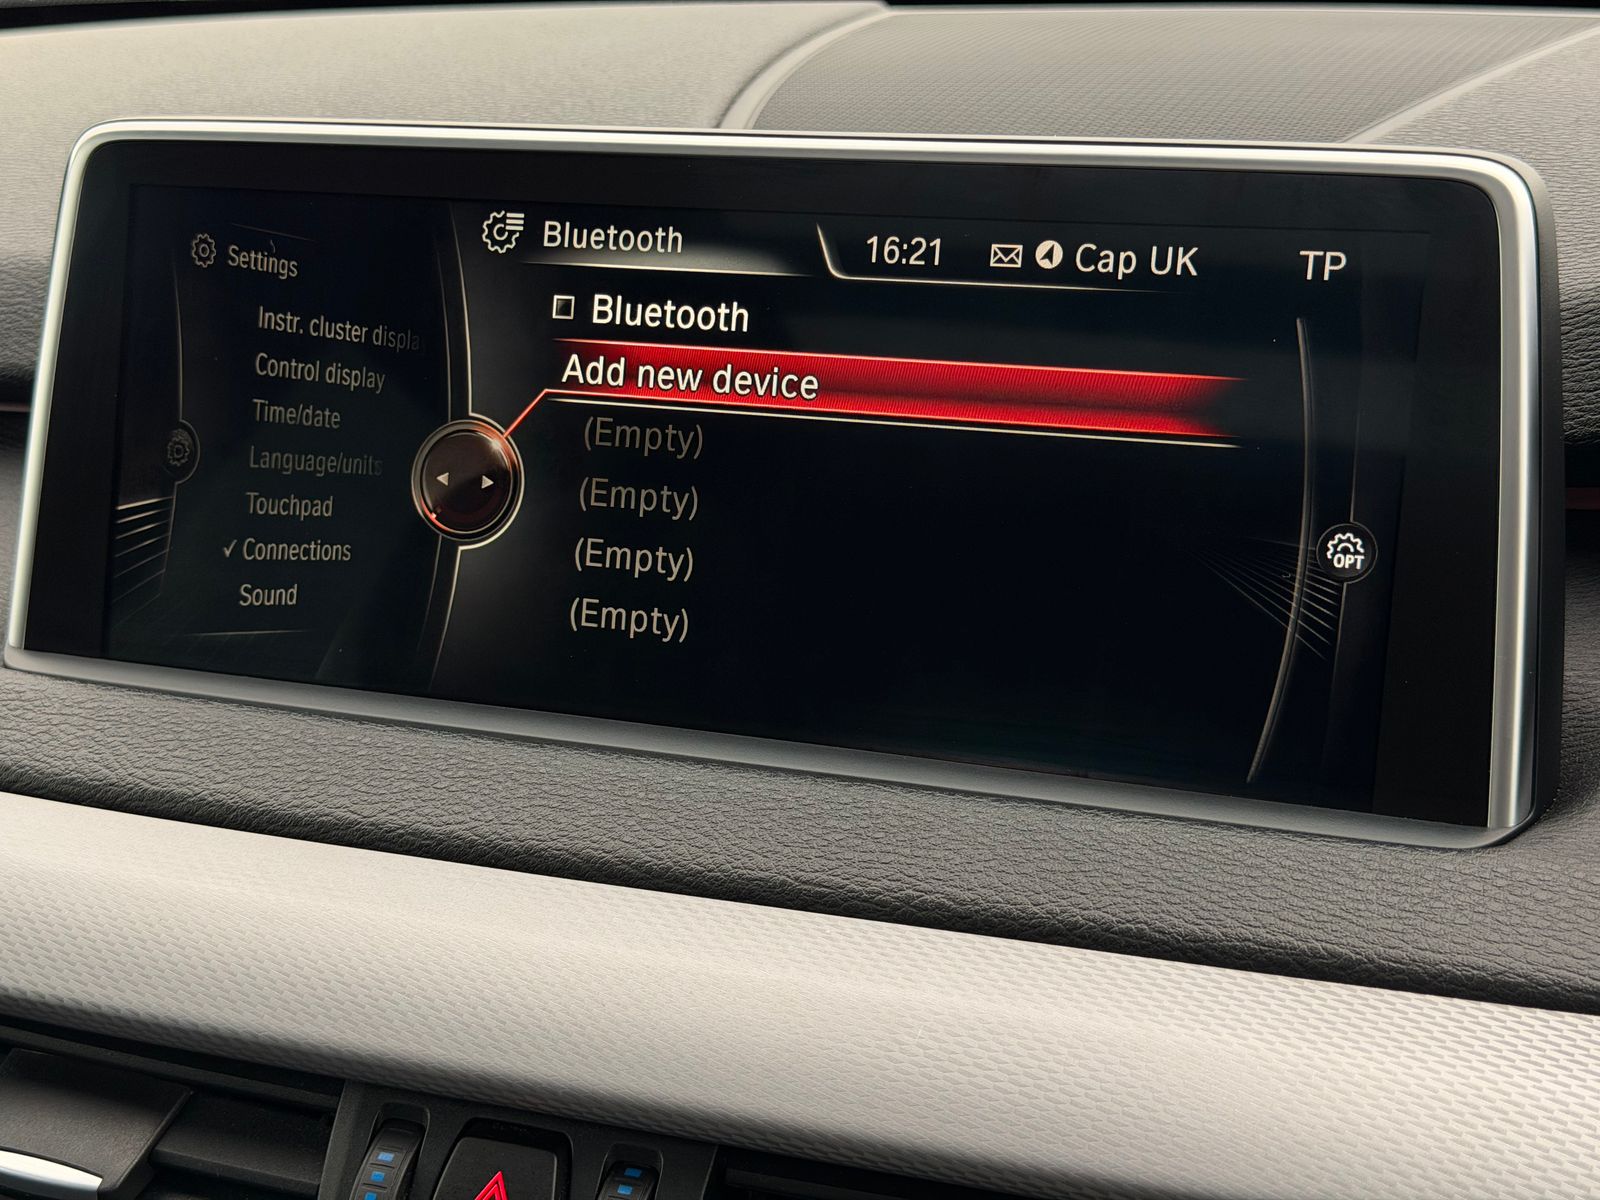 Settings
Instr. cluster displa
Control display
Time/date
Language/units
Touchpad
✓ Connections
Sound
Bluetooth
16:21 Cap UK TP
Bluetooth
Add new device
(Empty)
(Empty)
(Empty)
(Empty)
OPT